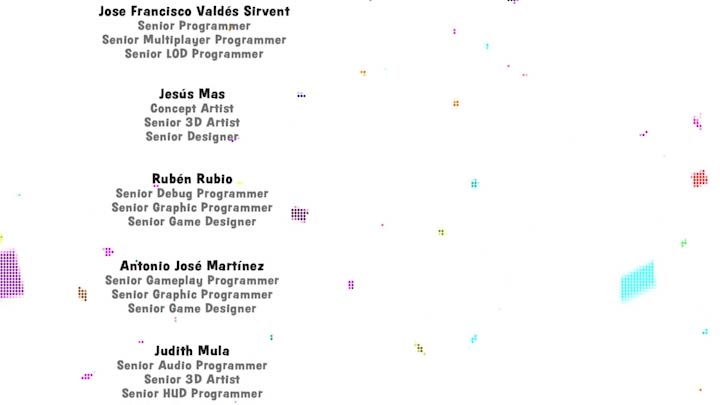 Jose Francisco Valdés Sirvent
Senior Programmer
Senior Multiplayer Programmer
Senior LOD Programmer
Jesús Mas
Concept Artist
Senior 3D Artist
Senior Designer
Rubén Rubio
Senior Debug Programmer
Senior Graphic Programmer
Senior Game Designer
Antonio José Martínez
Senior Gameplay Programmer
Senior Graphic Programmer
Senior Game Designer
Judith Mula
Senior Audio Programmer
Senior 3D Artist
Senior HUD Programmer